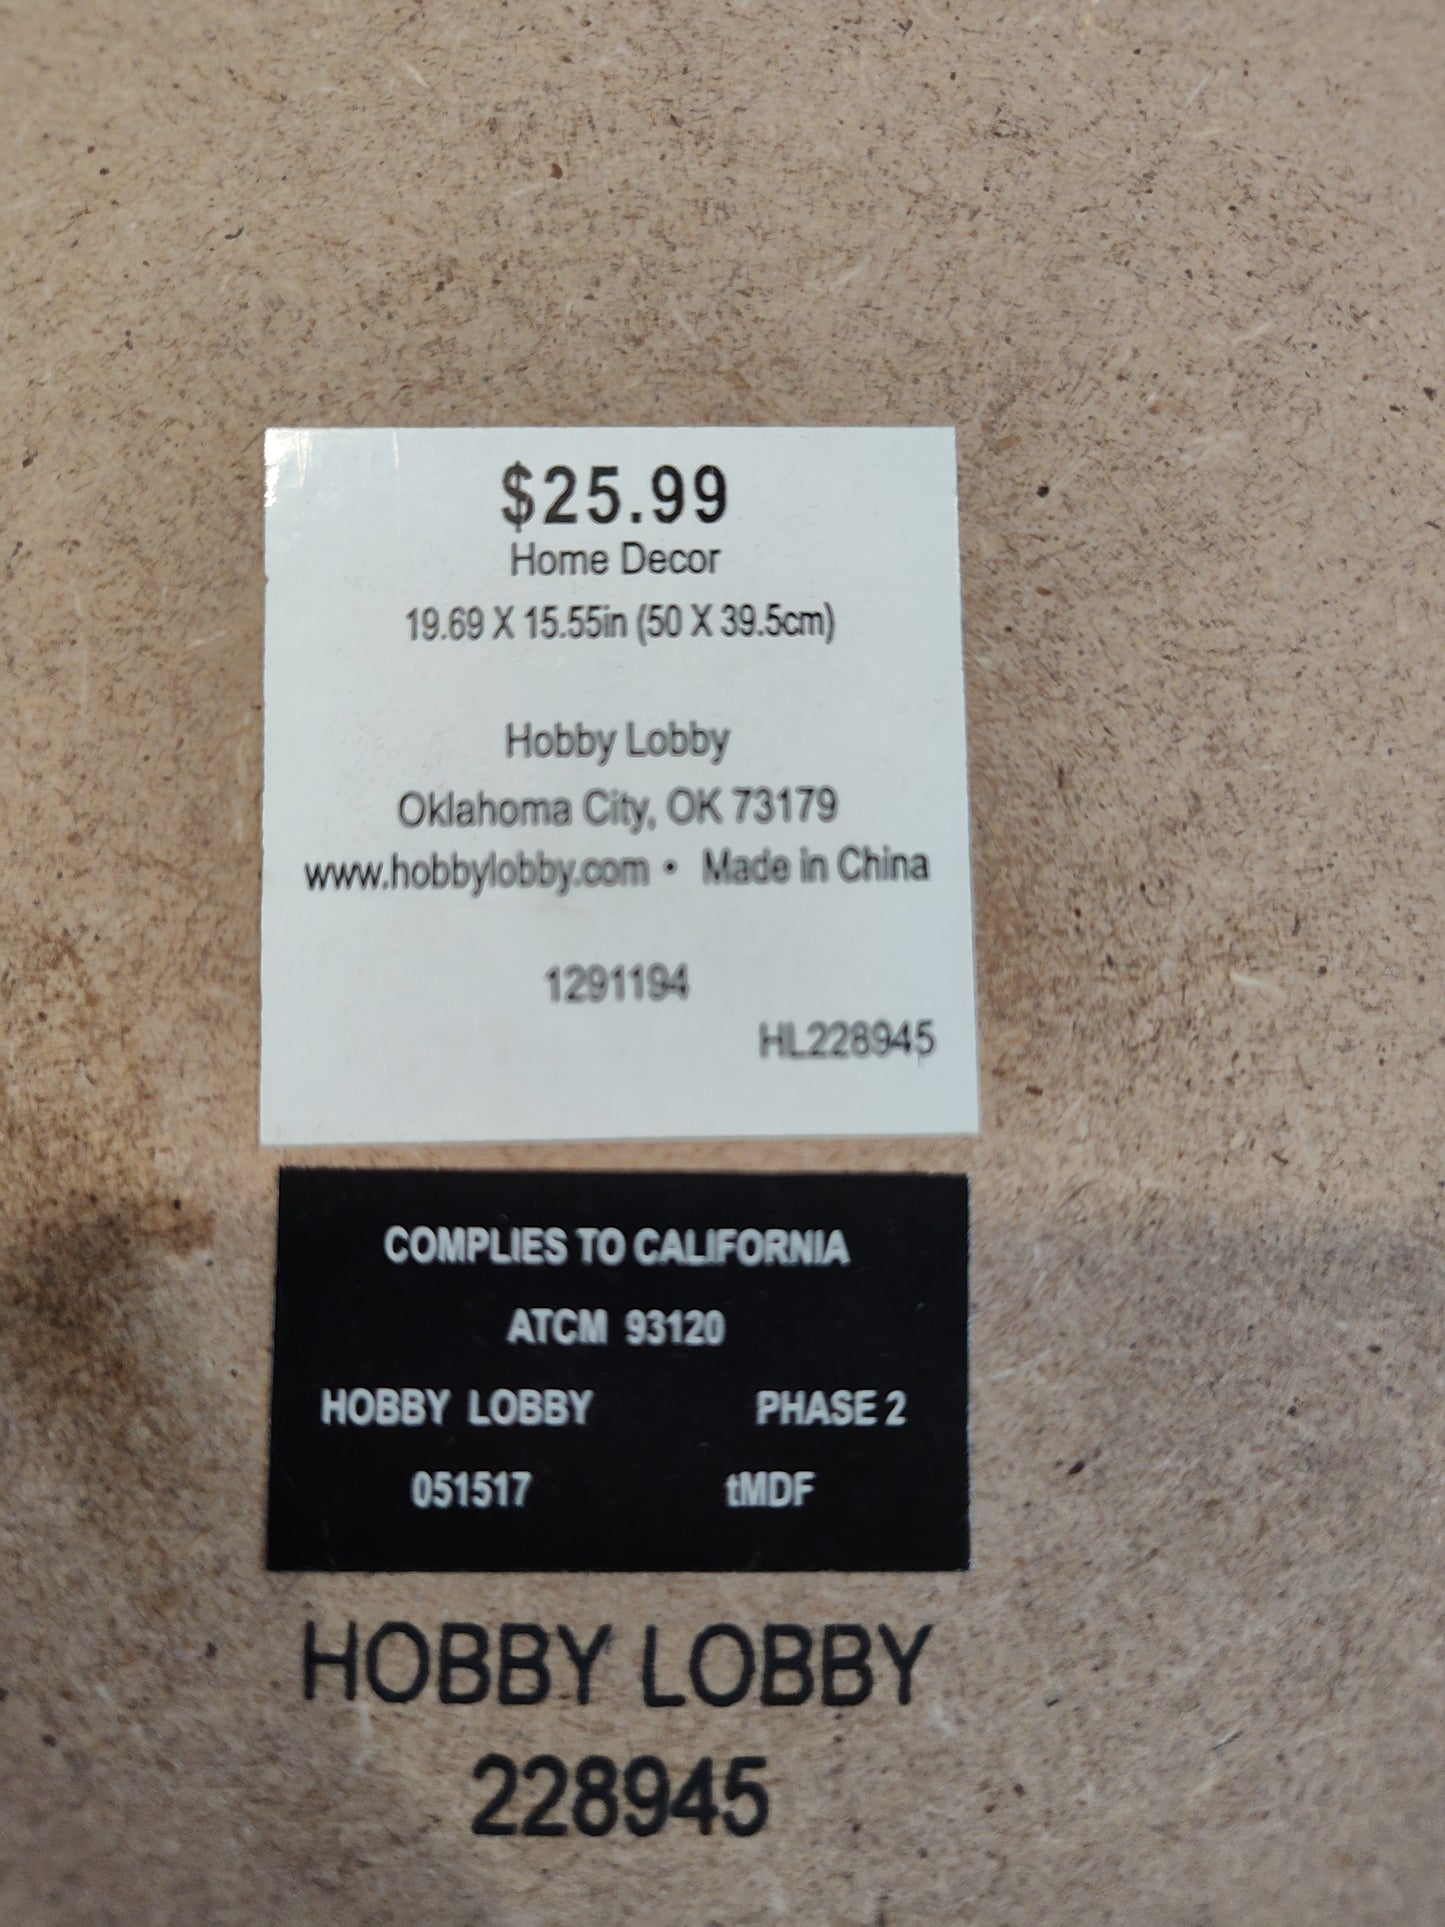 $25.99
Home Decor
19.69 X 15.55in (50 X 39.5cm)
Hobby Lobby
Oklahoma City, OK 73179
www.hobbylobby.com • Made in China
1291194
HL228945
COMPLIES TO CALIFORNIA
ATCM 93120
HOBBY LOBBY PHASE 2
051517 tMDF
HOBBY LOBBY
228945